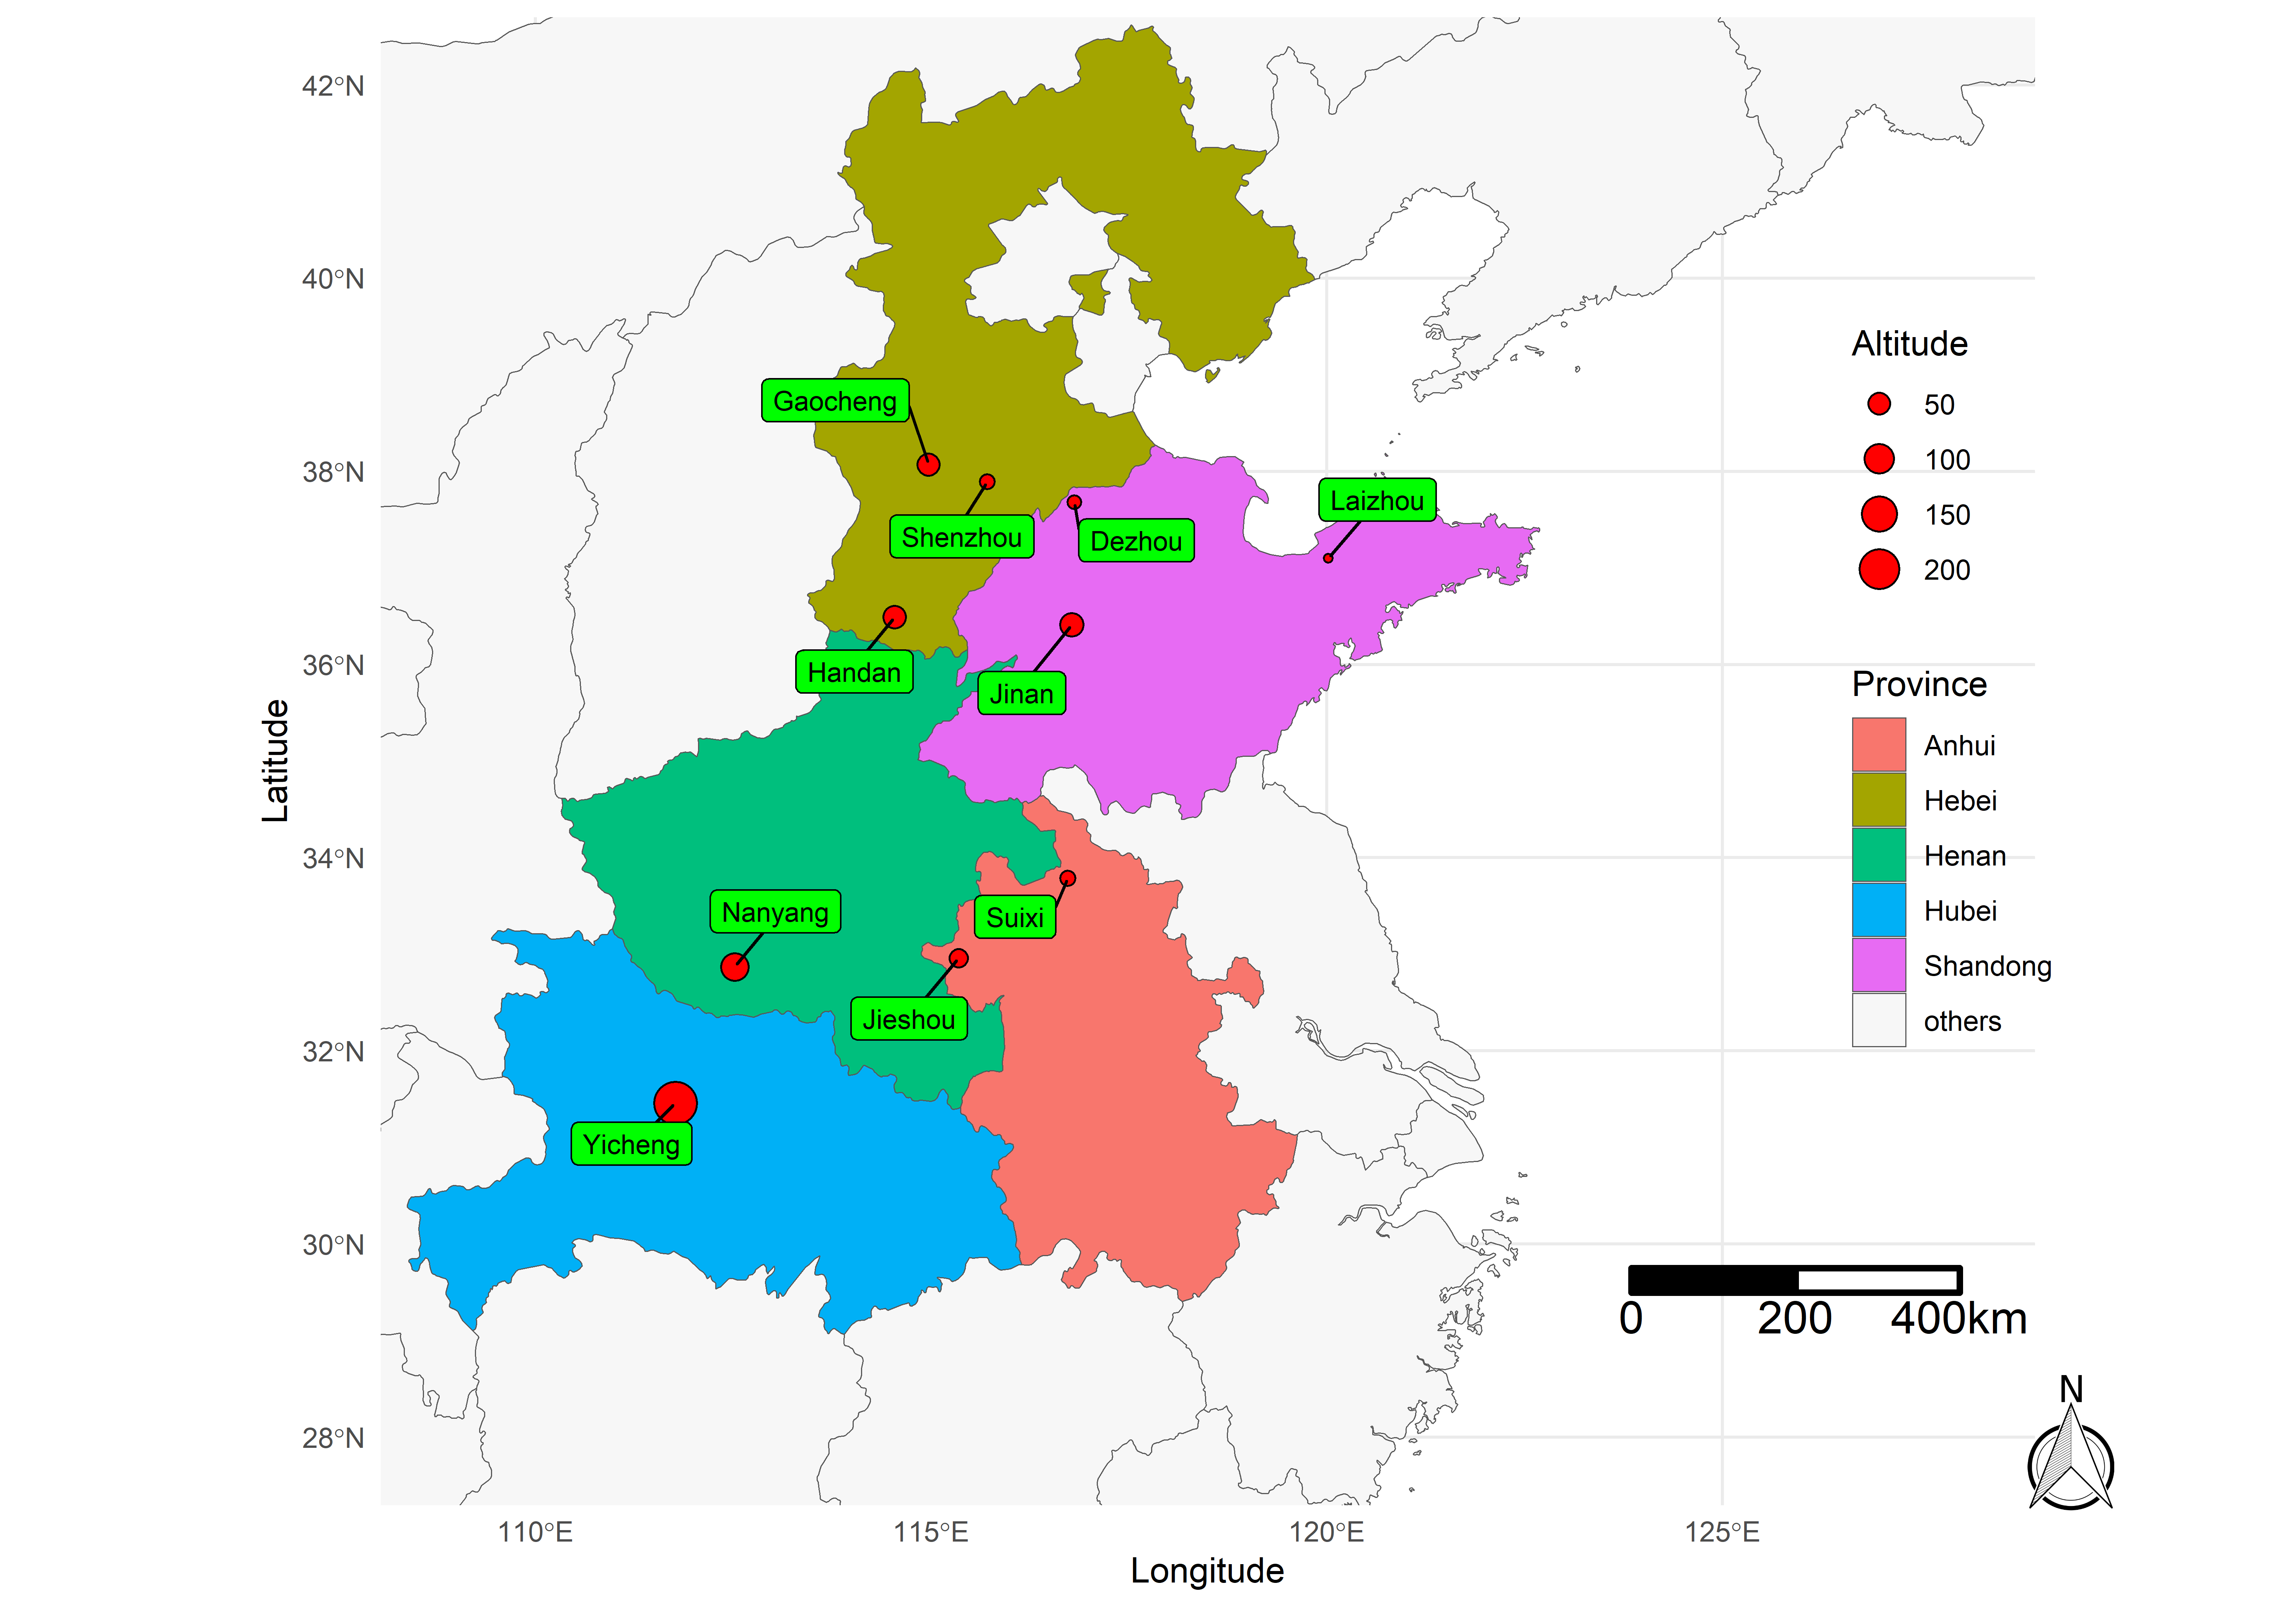 42°N
40°N
38°N
36°N
34°N
32°N
30°N
28°N
Latitude
110°E
115°E
120°E
125°E
Longitude
Gaocheng
Shenzhou
Dezhou
Laizhou
Handan
Jinan
Nanyang
Suixi
Jieshou
Yicheng
Altitude
50
100
150
200
Province
Anhui
Hebei
Henan
Hubei
Shandong
others
0 200 400km
N